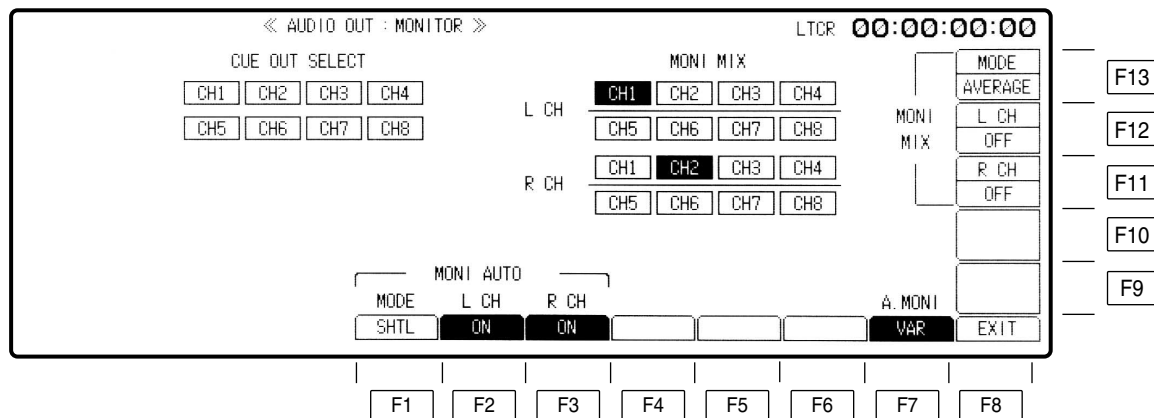 ≪ AUDIO OUT : MONITOR ≫
LTCR 00:00:00:00
CUE OUT SELECT
CH1 CH2 CH3 CH4
CH5 CH6 CH7 CH8
MONI MIX
L CH
CH1 CH2 CH3 CH4
CH5 CH6 CH7 CH8
R CH
CH1 CH2 CH3 CH4
CH5 CH6 CH7 CH8
MONI
MIX
MODE
AVERAGE
L CH
OFF
R CH
OFF
F13
F12
F11
F10
F9
MONI AUTO
MODE L CH R CH A.MONI
SHTL ON ON VAR EXIT
F1 F2 F3 F4 F5 F6 F7 F8